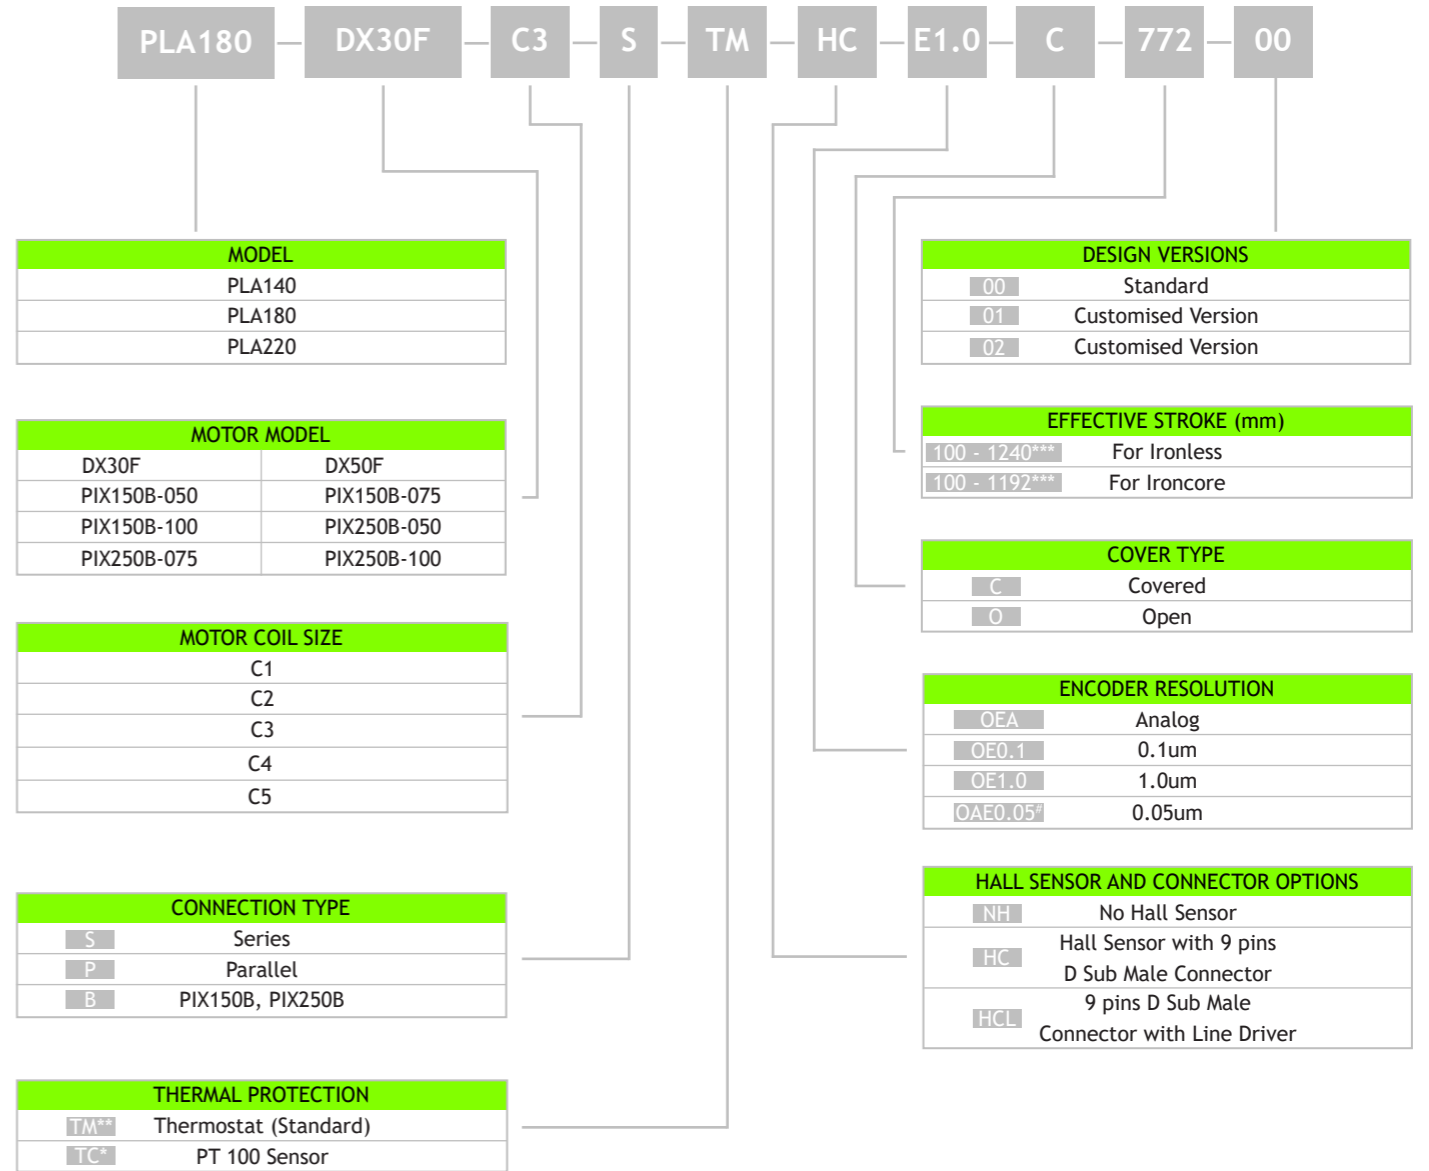 PLA180 DX30F C3 S TM HC E1.0 C 772 00
MODEL
PLA140
PLA180
PLA220
MOTOR MODEL
DX30F DX50F
PIX150B-050 PIX150B-075
PIX150B-100 PIX250B-050
PIX250B-075 PIX250B-100
MOTOR COIL SIZE
C1
C2
C3
C4
C5
CONNECTION TYPE
S Series
P Parallel
B PIX150B, PIX250B
THERMAL PROTECTION
TM** Thermostat (Standard)
TC* PT 100 Sensor
DESIGN VERSIONS
00 Standard
01 Customised Version
02 Customised Version
EFFECTIVE STROKE (mm)
100 - 1240*** For Ironless
100 - 1192*** For Ironcore
COVER TYPE
C Covered
O Open
ENCODER RESOLUTION
OEA Analog
OE0.1 0.1um
OE1.0 1.0um
OAE0.05# 0.05um
HALL SENSOR AND CONNECTOR OPTIONS
NH No Hall Sensor
HC Hall Sensor with 9 pins
D Sub Male Connector
HCL 9 pins D Sub Male
Connector with Line Driver